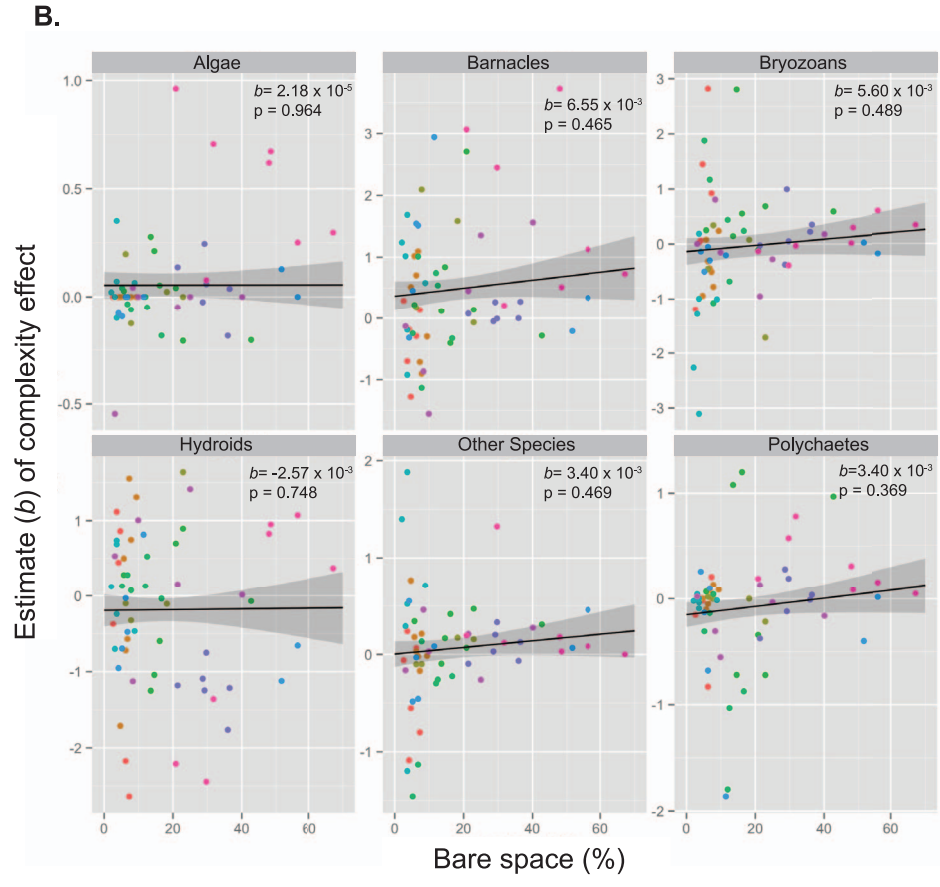 B.
Algae
Barnacles
Bryozoans
b= 2.18 x 10-5
p = 0.964
b= 6.55 x 10-3
p = 0.465
b= 5.60 x 10-3
p = 0.489
1.0
0.5
0.0
-0.5
3
2
1
0
-1
3
2
1
0
-1
-2
-3
Hydroids
Other Species
Polychaetes
b= -2.57 x 10-3
p = 0.748
b= 3.40 x 10-3
p = 0.469
b=3.40 x 10-3
p = 0.369
1
0
-1
-2
2
1
0
-1
1
0
-1
-2
0 20 40 60
0 20 40 60
0 20 40 60
Estimate (b) of complexity effect
Bare space (%)